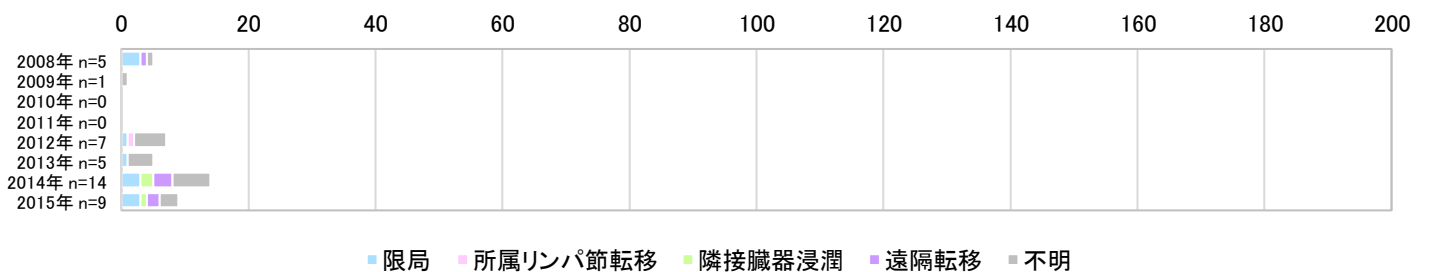 0 20 40 60 80 100 120 140 160 180 200
2008年 n=5
2009年 n=1
2010年 n=0
2011年 n=0
2012年 n=7
2013年 n=5
2014年 n=14
2015年 n=9
限局 所属リンパ節転移 隣接臓器浸潤 遠隔転移 不明